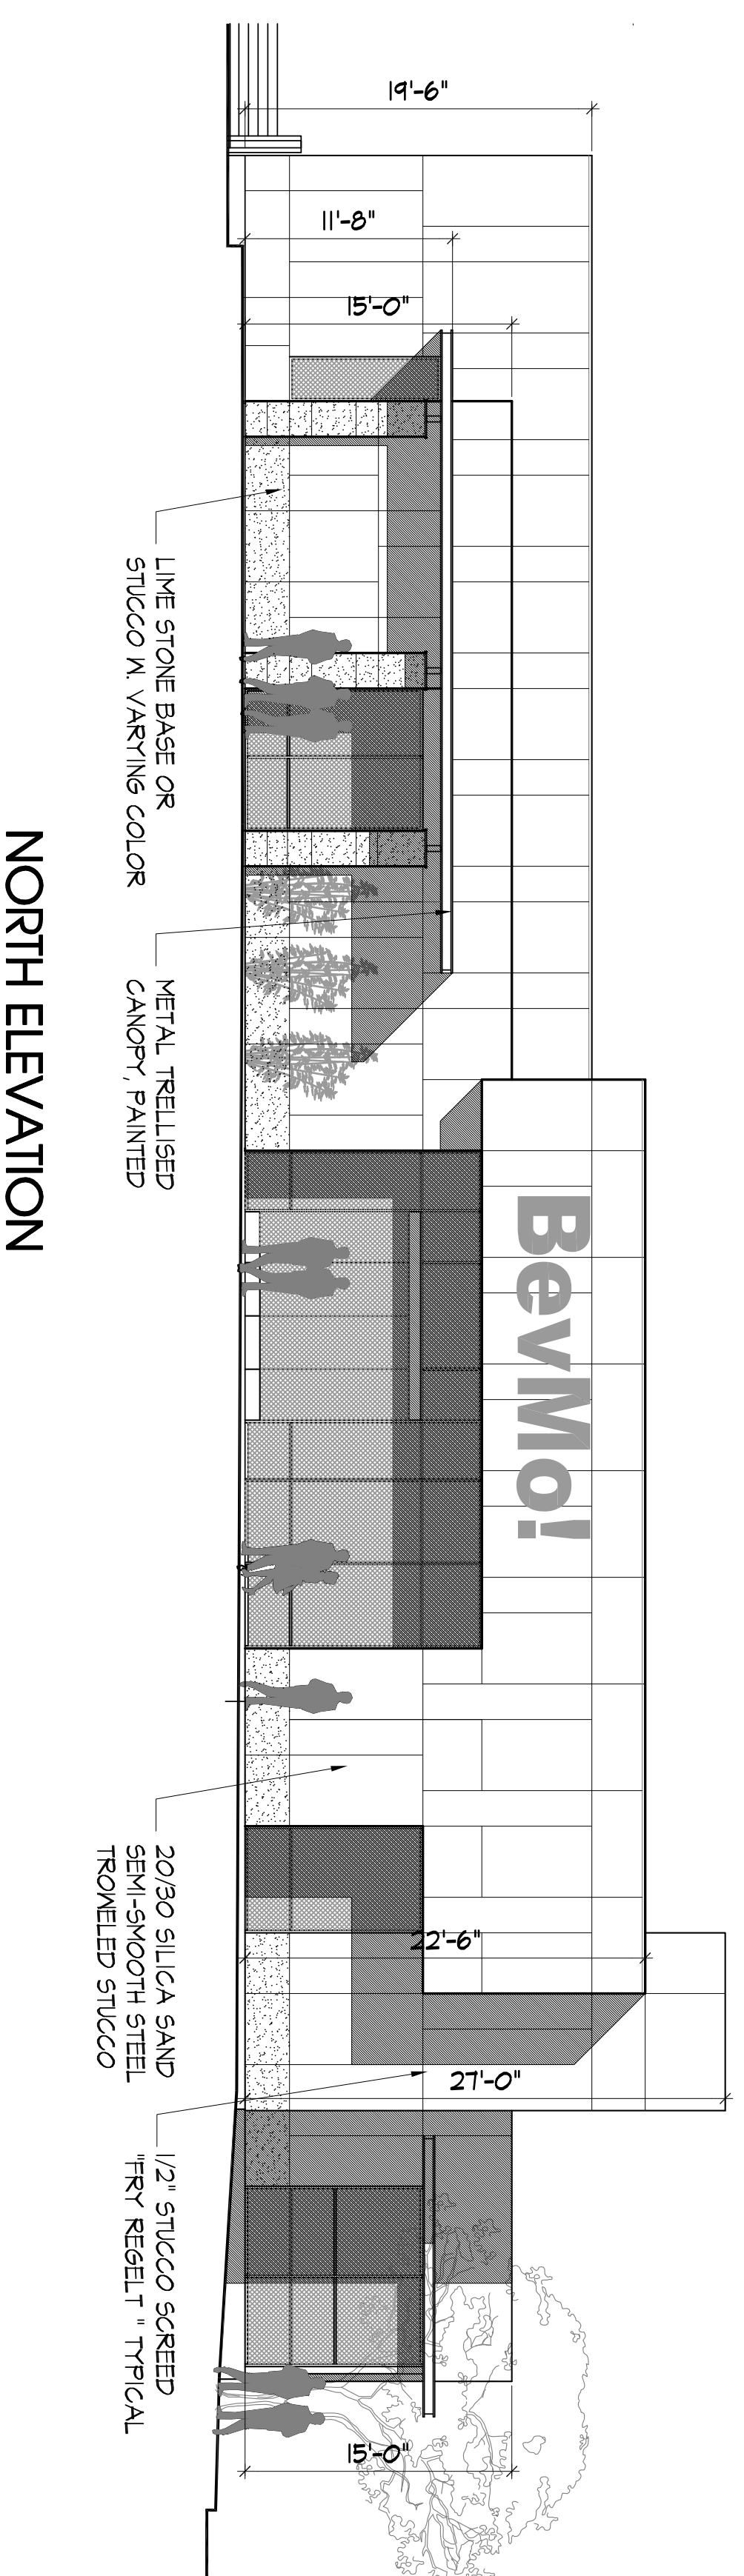 19'-6"
11'-8"
15'-0"
BevMo!
22'-6"
27'-0"
15'-0"
LIME STONE BASE OR
STUCCO W. VARYING COLOR
METAL TRELLISED
CANOPY, PAINTED
20/30 SILICA SAND
SEMI-SMOOTH STEEL
TROWELED STUCCO
1/2" STUCCO SCREED
"FRY REGELT " TYPICAL
NORTH ELEVATION